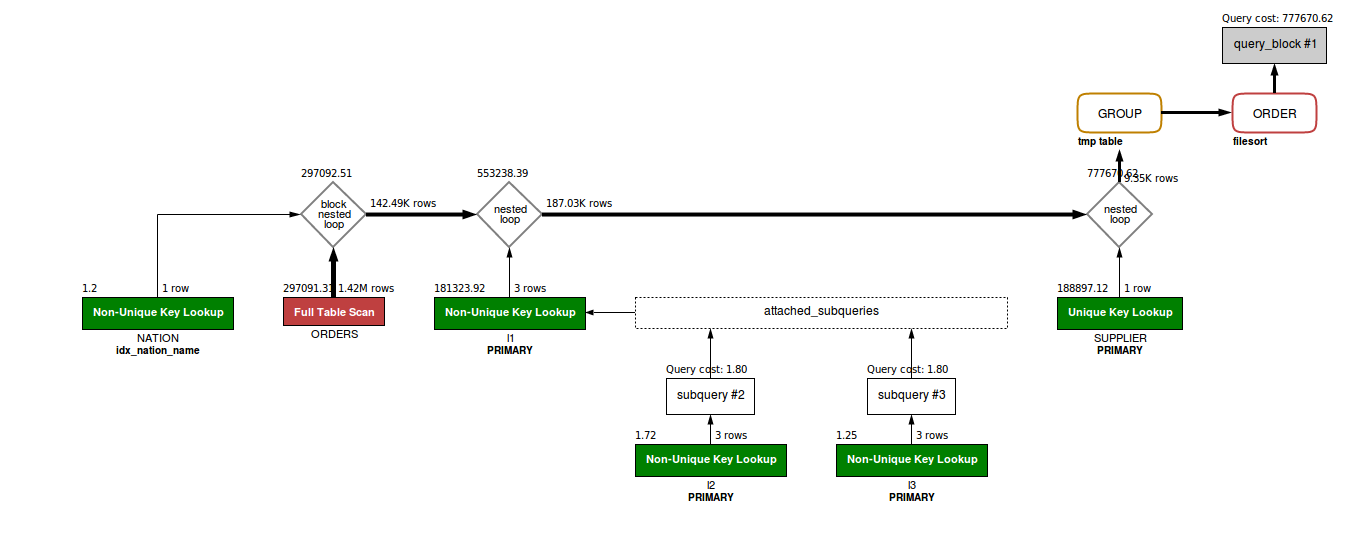 Query cost: 777670.62
query_block #1
GROUP
ORDER
tmp table
filesort
297092.51
553238.39
777670.62
9.35K rows
block
nested
loop
142.49K rows
nested
loop
187.03K rows
nested
loop
1.2
1 row
297091.31
1.42M rows
181323.92
3 rows
188897.12
1 row
Non-Unique Key Lookup
Full Table Scan
Non-Unique Key Lookup
attached_subqueries
Unique Key Lookup
NATION
idx_nation_name
ORDERS
l1
PRIMARY
SUPPLIER
PRIMARY
Query cost: 1.80
Query cost: 1.80
subquery #2
subquery #3
1.72
3 rows
1.25
3 rows
Non-Unique Key Lookup
Non-Unique Key Lookup
l2
PRIMARY
l3
PRIMARY